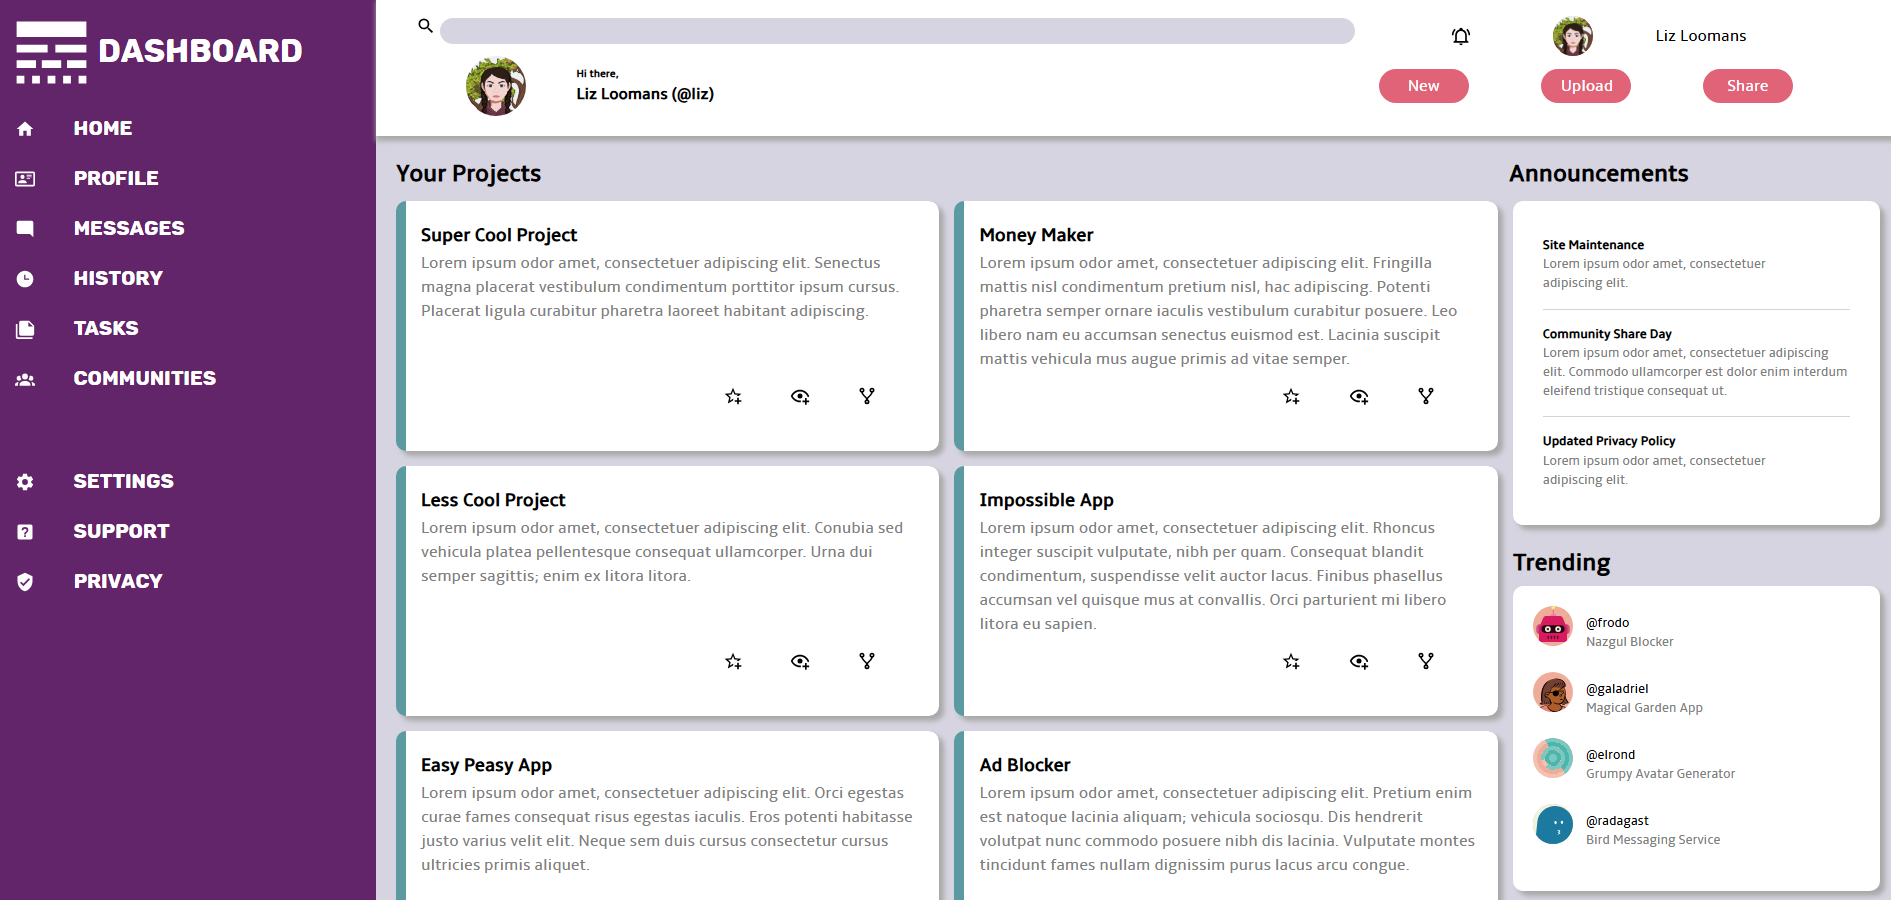 DASHBOARD
HOME
PROFILE
MESSAGES
HISTORY
TASKS
COMMUNITIES
SETTINGS
SUPPORT
PRIVACY
Liz Loomans
Hi there,
Liz Loomans (@liz)
New
Upload
Share
Your Projects
Super Cool Project
Lorem ipsum odor amet, consectetuer adipiscing elit. Senectus
magna placerat vestibulum condimentum porttitor ipsum cursus.
Placerat ligula curabitur pharetra laoreet habitant adipiscing.
Money Maker
Lorem ipsum odor amet, consectetuer adipiscing elit. Fringilla
mattis nisl condimentum pretium nisl, hac adipiscing. Potenti
pharetra semper ornare iaculis vestibulum curabitur posuere. Leo
libero nam eu accumsan senectus euismod est. Lacinia suscipit
mattis vehicula mus augue primis ad vitae semper.
Less Cool Project
Lorem ipsum odor amet, consectetuer adipiscing elit. Conubia sed
vehicula platea pellentesque consequat ullamcorper. Urna dui
semper sagittis; enim ex litora litora.
Impossible App
Lorem ipsum odor amet, consectetuer adipiscing elit. Rhoncus
integer suscipit vulputate, nibh per quam. Consequat blandit
condimentum, suspendisse velit auctor lacus. Finibus phasellus
accumsan vel quisque mus at convallis. Orci parturient mi libero
litora eu sapien.
Easy Peasy App
Lorem ipsum odor amet, consectetuer adipiscing elit. Orci egestas
curae fames consequat risus egestas iaculis. Eros potenti habitasse
justo varius velit elit. Neque sem duis cursus consectetur cursus
ultricies primis aliquet.
Ad Blocker
Lorem ipsum odor amet, consectetuer adipiscing elit. Pretium enim
est natoque lacinia aliquam; vehicula sociosqu. Dis hendrerit
volutpat nunc commodo posuere nibh dis lacinia. Vulputate montes
tincidunt fames nullam dignissim purus lacus arcu congue.
Announcements
Site Maintenance
Lorem ipsum odor amet, consectetuer
adipiscing elit.
Community Share Day
Lorem ipsum odor amet, consectetuer adipiscing
elit. Commodo ullamcorper est dolor enim interdum
eleifend tristique consequat ut.
Updated Privacy Policy
Lorem ipsum odor amet, consectetuer
adipiscing elit.
Trending
@frodo
Nazgul Blocker
@galadriel
Magical Garden App
@elrond
Grumpy Avatar Generator
@radagast
Bird Messaging Service